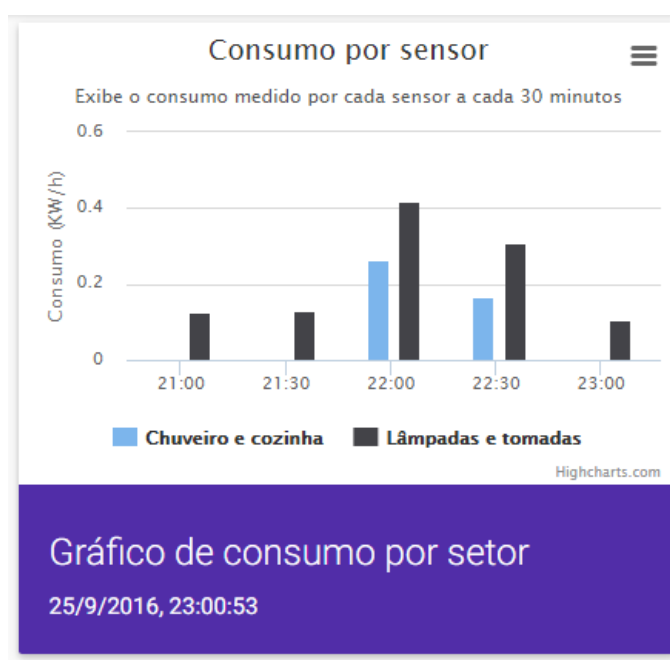 Consumo por sensor
Exibe o consumo medido por cada sensor a cada 30 minutos
Consumo (KW/h)
0.6
0.4
0.2
0
21:00 21:30 22:00 22:30 23:00
Chuveiro e cozinha Lâmpadas e tomadas
Highcharts.com
Gráfico de consumo por setor
25/9/2016, 23:00:53